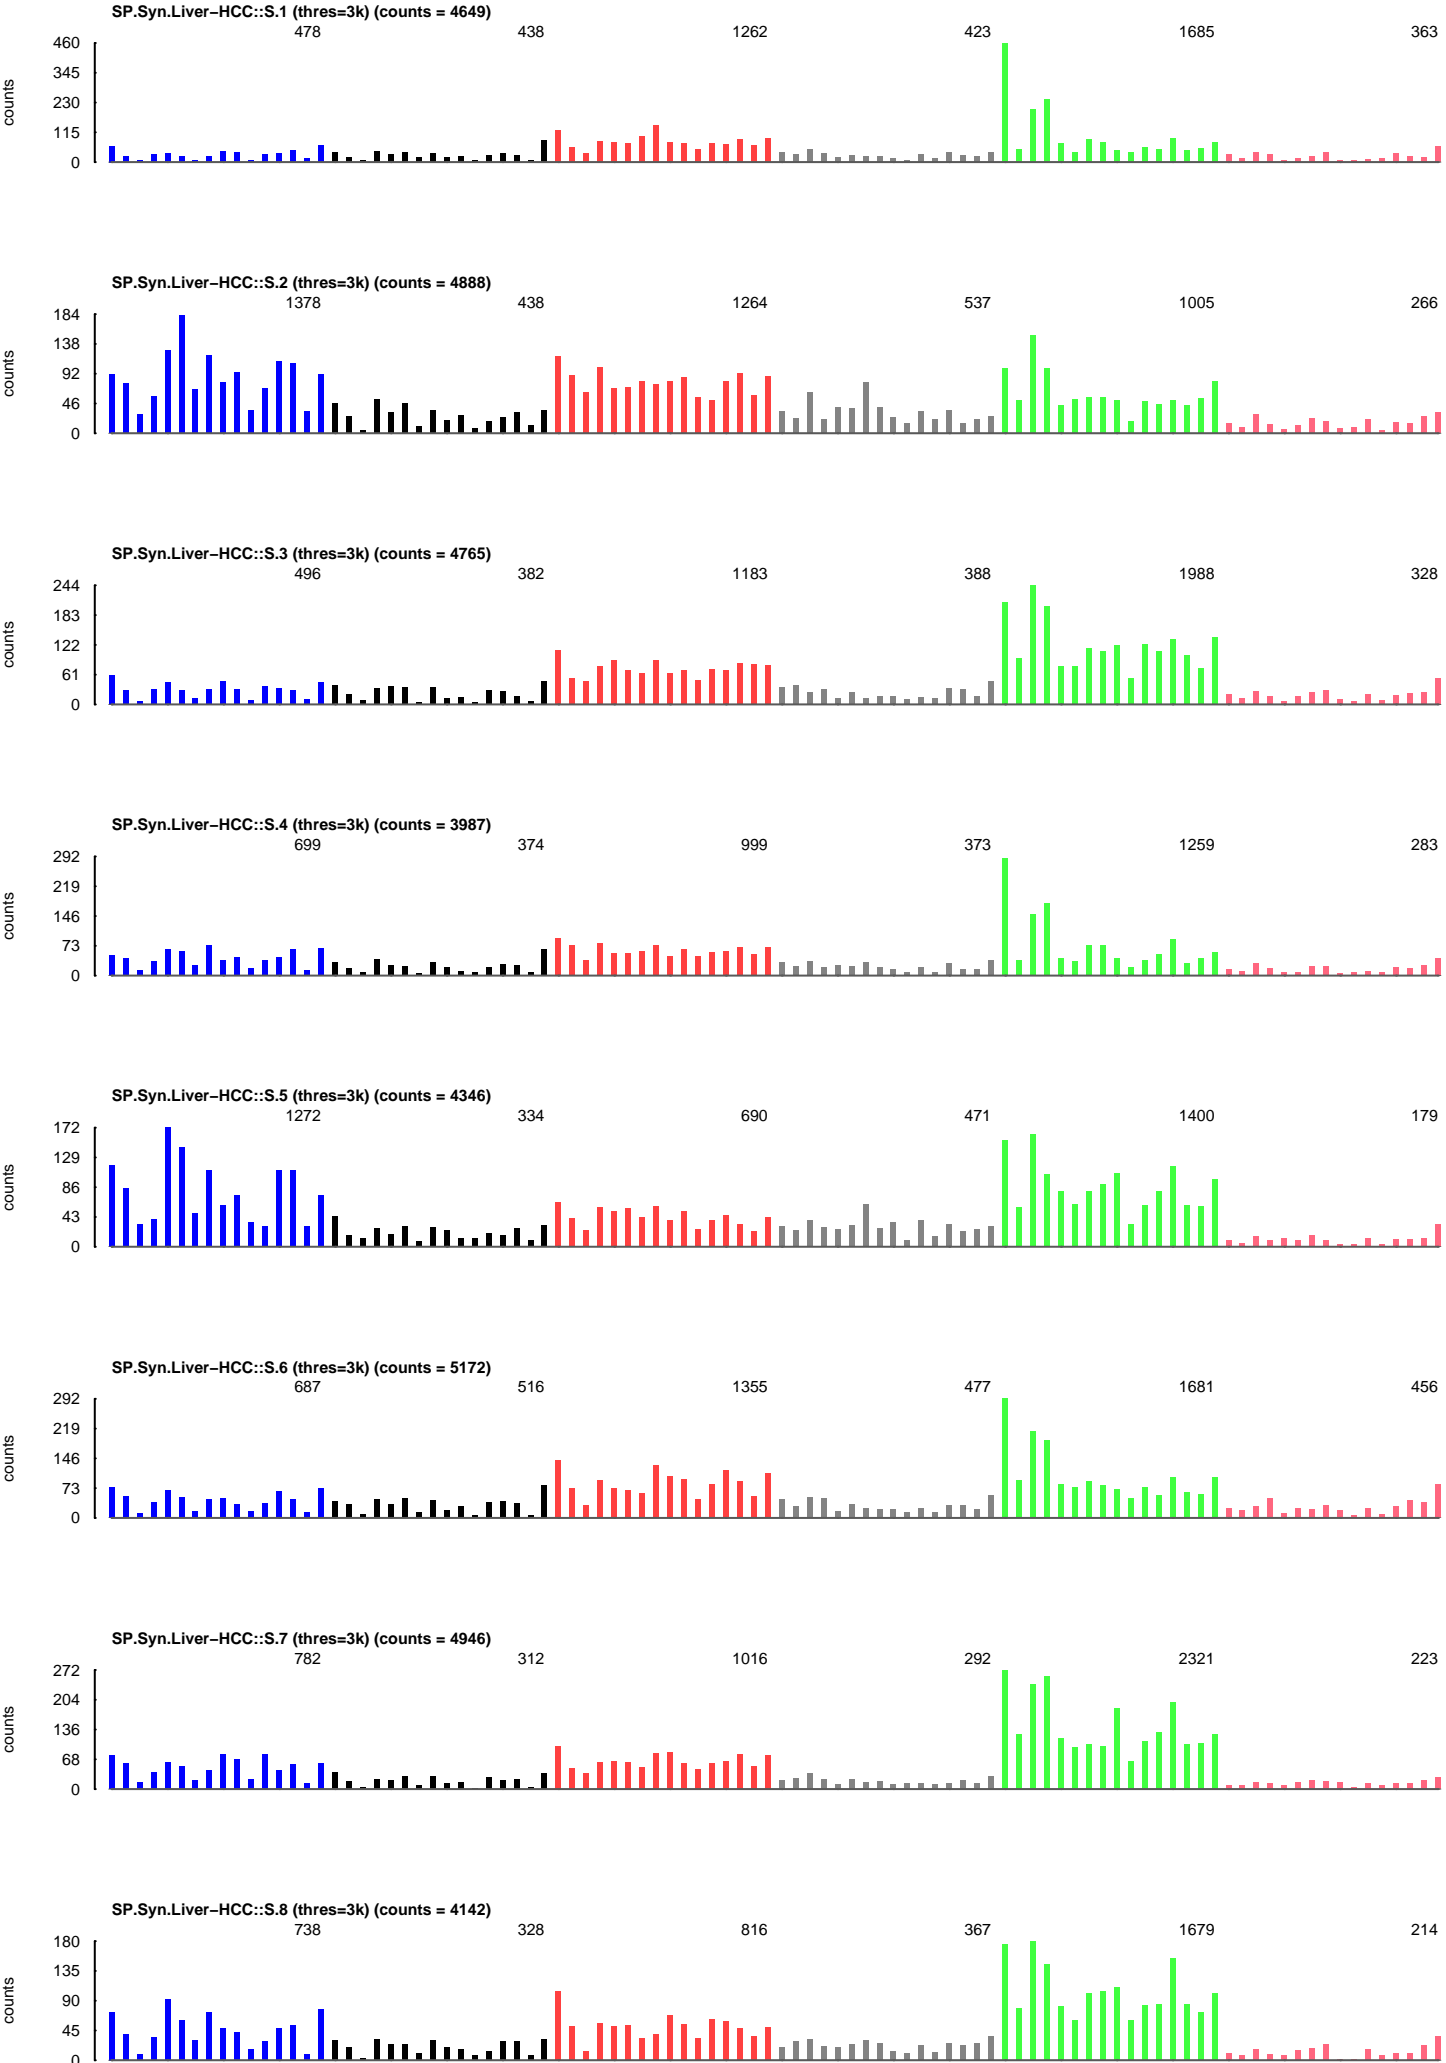 SP.Syn.Liver−HCC::S.1 (thres=3k) (counts = 4649)
478 438 1262 423 1685 363
460
345
230
115
0
counts
SP.Syn.Liver−HCC::S.2 (thres=3k) (counts = 4888)
1378 438 1264 537 1005 266
184
138
92
46
0
counts
SP.Syn.Liver−HCC::S.3 (thres=3k) (counts = 4765)
496 382 1183 388 1988 328
244
183
122
61
0
counts
SP.Syn.Liver−HCC::S.4 (thres=3k) (counts = 3987)
699 374 999 373 1259 283
292
219
146
73
0
counts
SP.Syn.Liver−HCC::S.5 (thres=3k) (counts = 4346)
1272 334 690 471 1400 179
172
129
86
43
0
counts
SP.Syn.Liver−HCC::S.6 (thres=3k) (counts = 5172)
687 516 1355 477 1681 456
292
219
146
73
0
counts
SP.Syn.Liver−HCC::S.7 (thres=3k) (counts = 4946)
782 312 1016 292 2321 223
272
204
136
68
0
counts
SP.Syn.Liver−HCC::S.8 (thres=3k) (counts = 4142)
738 328 816 367 1679 214
180
135
90
45
0
counts